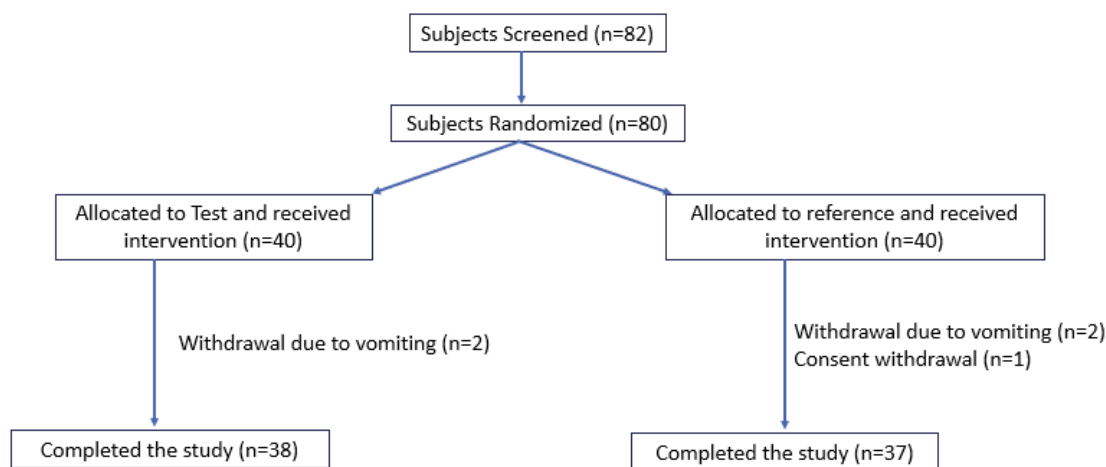 Subjects Screened (n=82)
Subjects Randomized (n=80)
Allocated to Test and received
intervention (n=40)
Allocated to reference and received
intervention (n=40)
Withdrawal due to vomiting (n=2)
Withdrawal due to vomiting (n=2)
Consent withdrawal (n=1)
Completed the study (n=38)
Completed the study (n=37)